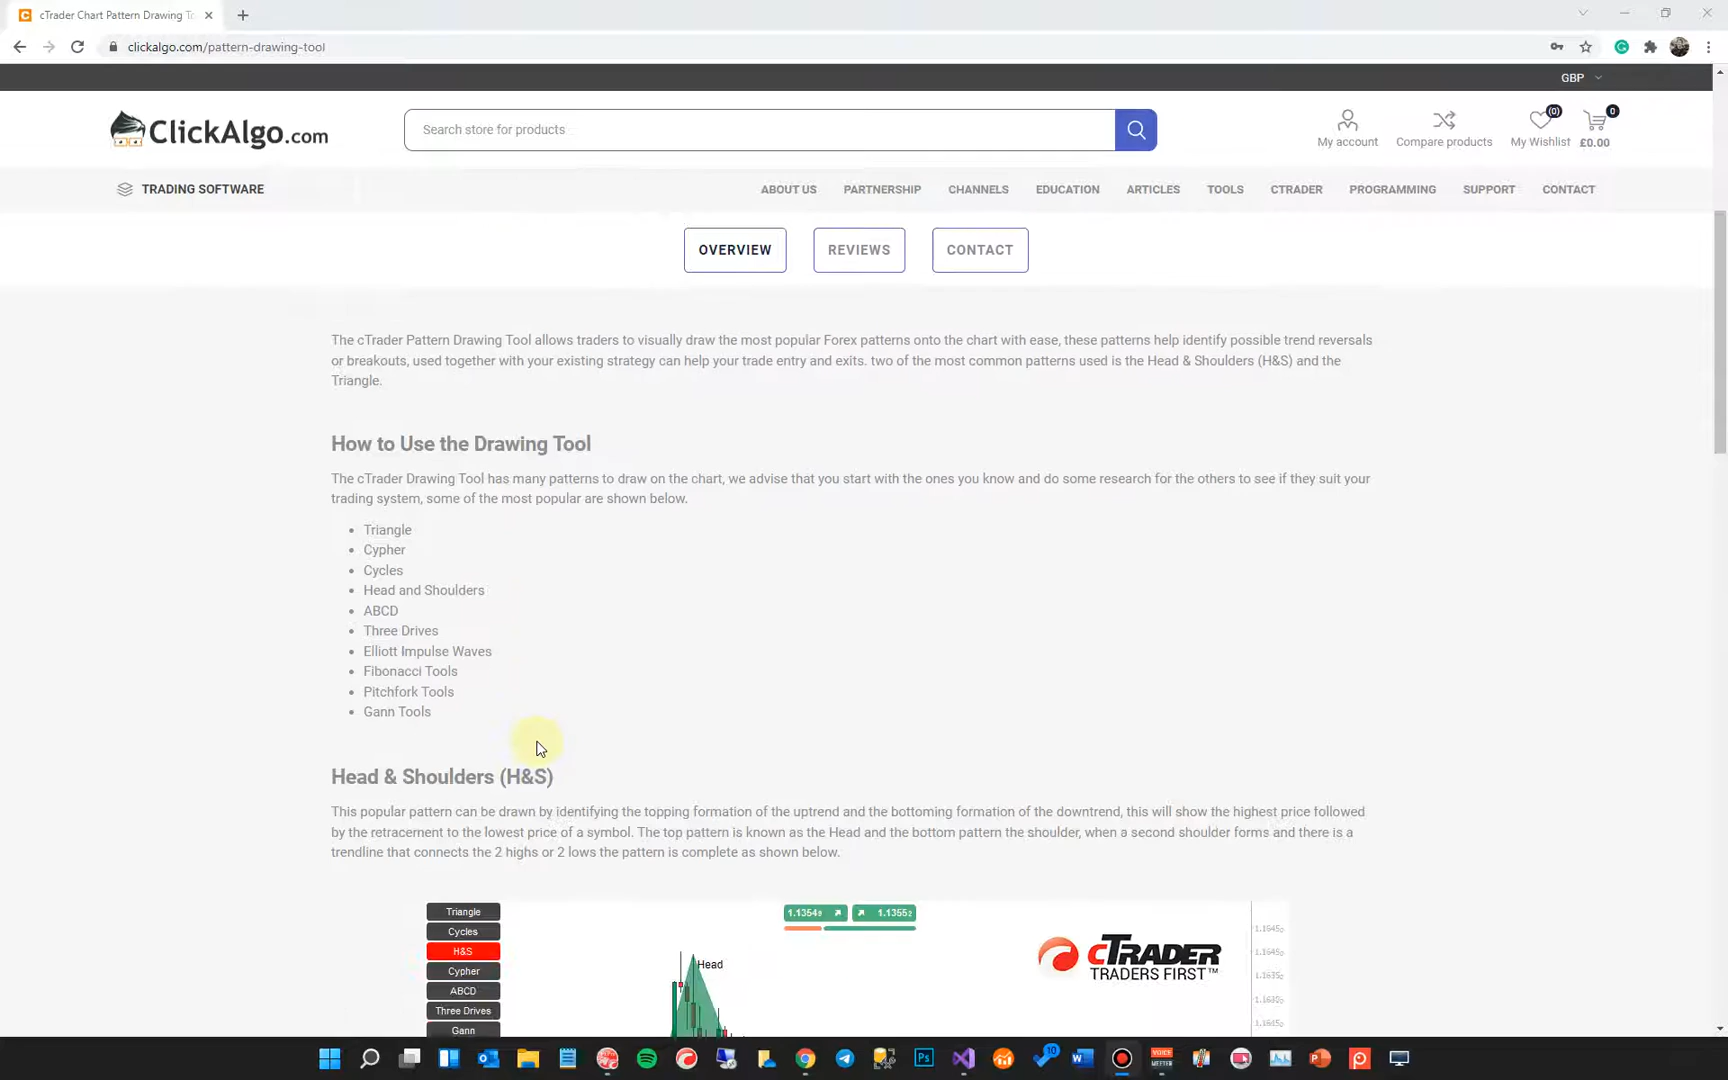 cTrader Chart Pattern Drawing To
clickalgo.com/pattern-drawing-tool
GBP
ClickAlgo.com
Search store for products
My account
Compare products
(0)
My Wishlist
0
£0.00
TRADING SOFTWARE
ABOUT US
PARTNERSHIP
CHANNELS
EDUCATION
ARTICLES
TOOLS
CTRADER
PROGRAMMING
SUPPORT
CONTACT
OVERVIEW
REVIEWS
CONTACT
The cTrader Pattern Drawing Tool allows traders to visually draw the most popular Forex patterns onto the chart with ease, these patterns help identify possible trend reversals
or breakouts, used together with your existing strategy can help your trade entry and exits. two of the most common patterns used is the Head & Shoulders (H&S) and the
Triangle.
How to Use the Drawing Tool
The cTrader Drawing Tool has many patterns to draw on the chart, we advise that you start with the ones you know and do some research for the others to see if they suit your
trading system, some of the most popular are shown below.
• Triangle
• Cypher
• Cycles
• Head and Shoulders
• ABCD
• Three Drives
• Elliott Impulse Waves
• Fibonacci Tools
• Pitchfork Tools
• Gann Tools
Head & Shoulders (H&S)
This popular pattern can be drawn by identifying the topping formation of the uptrend and the bottoming formation of the downtrend, this will show the highest price followed
by the retracement to the lowest price of a symbol. The top pattern is known as the Head and the bottom pattern the shoulder, when a second shoulder forms and there is a
trendline that connects the 2 highs or 2 lows the pattern is complete as shown below.
Triangle
Cycles
H&S
Cypher
ABCD
Three Drives
Gann
1.13549
1.13552
Head
cTRADER
TRADERS FIRST™
10
VOICE